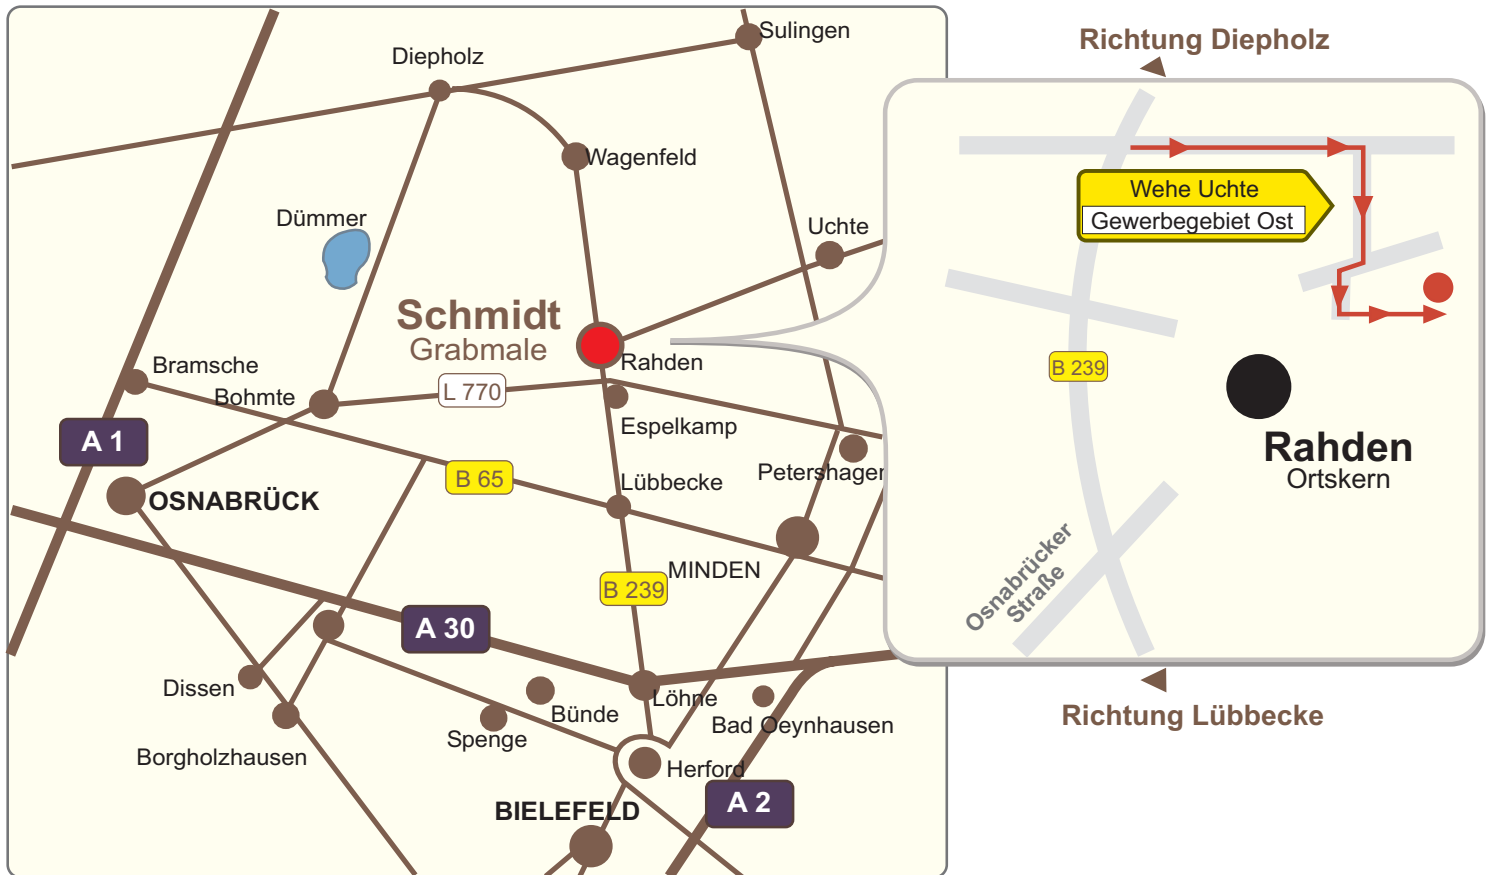 Sulingen
Diepholz
Wagenfeld
Dümmer
Uchte
Schmidt
Grabmale
Rahden
Bramsche
Bohmte
L 770
Espelkamp
A 1
B 65
Lübbecke
Petershagen
OSNABRÜCK
MINDEN
B 239
A 30
Dissen
Löhne
Bünde
Bad Oeynhausen
Spenge
Borgholzhausen
Herford
A 2
BIELEFELD
Richtung Diepholz
Wehe Uchte
Gewerbegebiet Ost
B 239
Rahden
Ortskern
Osnabrücker
Straße
Richtung Lübbecke